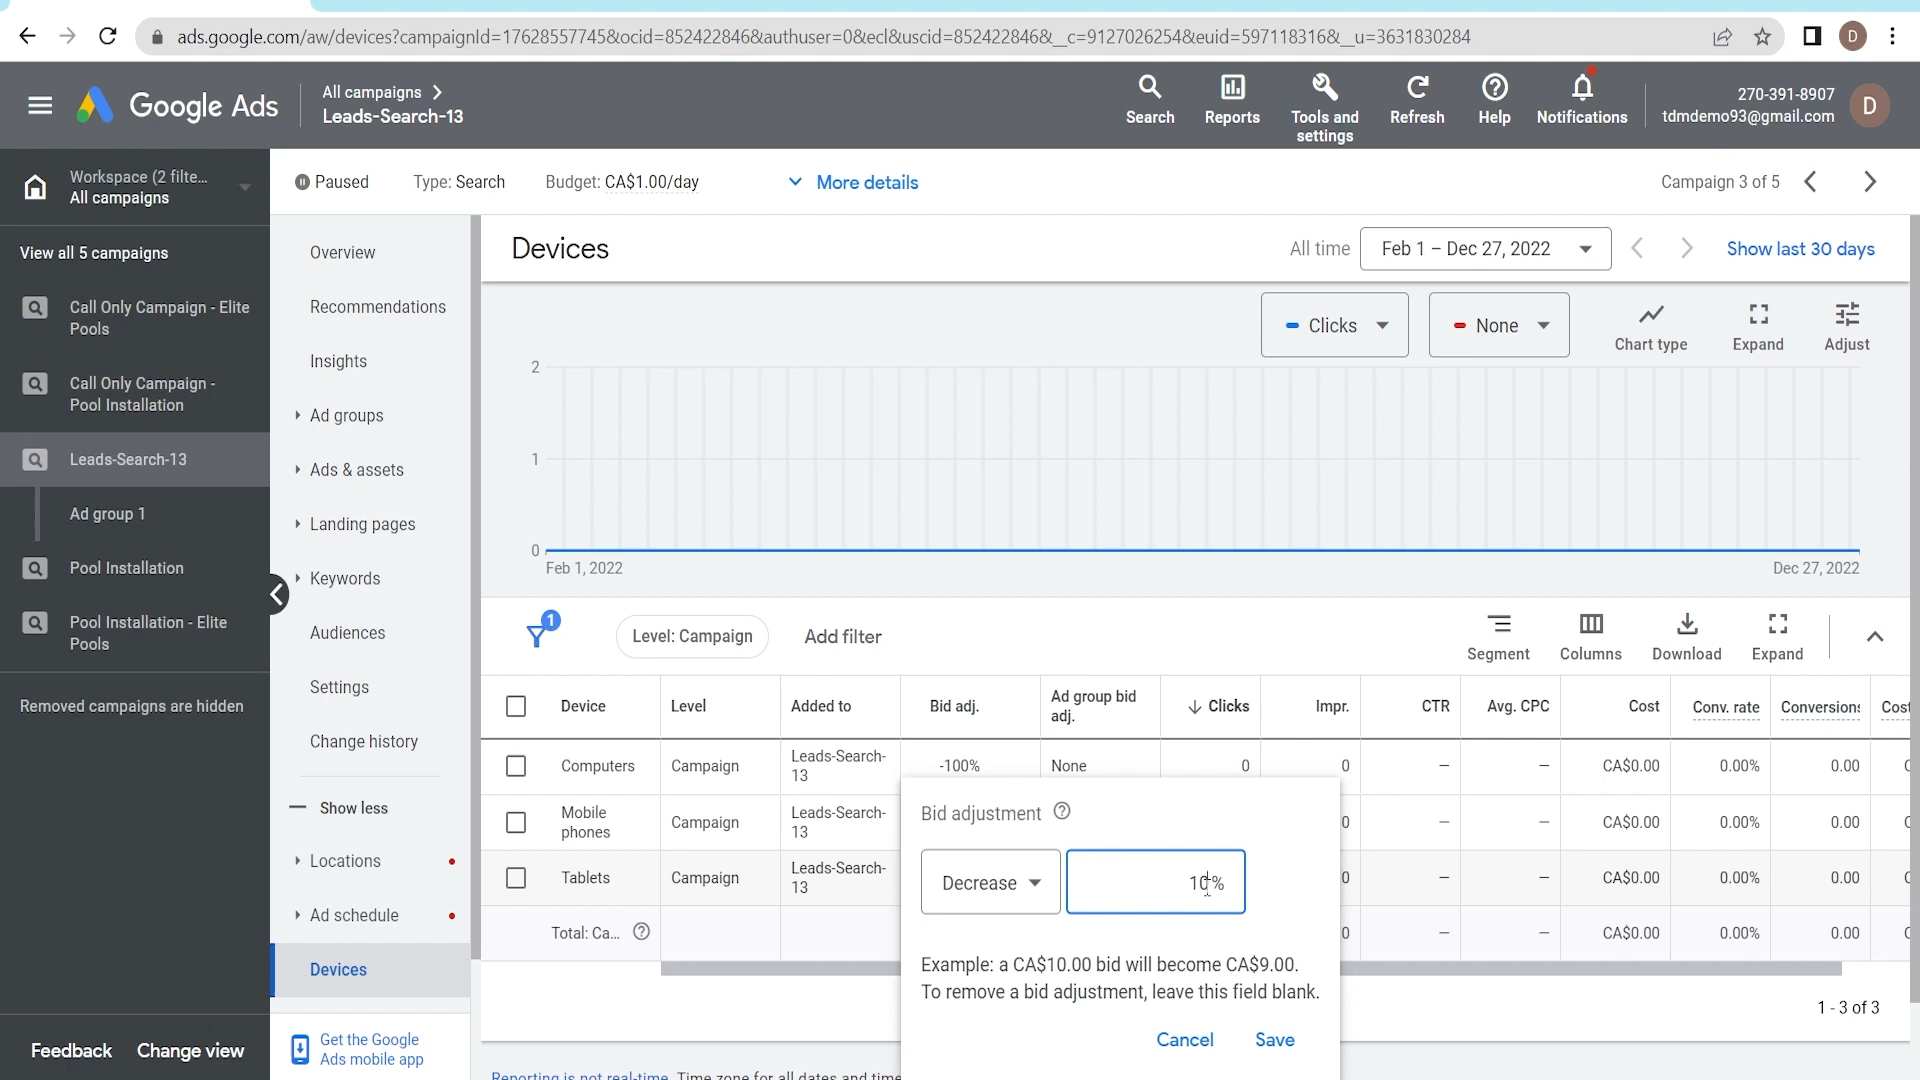 ads.google.com/aw/devices?campaignId=17628557745&ocid=852422846&authuser=0&ecl&uscid=852422846&__c=9127026254&euid=597118316&__u=3631830284
D
Google Ads
All campaigns
Leads-Search-13
Search
Reports
Tools and
settings
Refresh
Help
Notifications
270-391-8907
tdmdemo93@gmail.com
D
Workspace (2 filte...
All campaigns
View all 5 campaigns
Call Only Campaign - Elite
Pools
Call Only Campaign -
Pool Installation
Leads-Search-13
Ad group 1
Pool Installation
Pool Installation - Elite
Pools
Removed campaigns are hidden
Feedback Change view
Paused Type: Search Budget: CA$1.00/day More details Campaign 3 of 5
Overview
Recommendations
Insights
Ad groups
Ads & assets
Landing pages
Keywords
Audiences
Settings
Change history
Show less
Locations
Ad schedule
Devices
Get the Google
Ads mobile app
Devices All time Feb 1 – Dec 27, 2022 Show last 30 days
Clicks None Chart type Expand Adjust
2
1
0
Feb 1, 2022 Dec 27, 2022
1 Level: Campaign Add filter Segment Columns Download Expand
Device Level Added to Bid adj. Ad group bid
adj. Clicks Impr. CTR Avg. CPC Cost Conv. rate Conversions Cost
Computers Campaign Leads-Search-
13 -100% None 0 0 – – CA$0.00 0.00% 0.00
Mobile
phones Campaign Leads-Search-
13 0 – – CA$0.00 0.00% 0.00
Tablets Campaign Leads-Search-
13 0 – – CA$0.00 0.00% 0.00
Total: Ca... 0 – – CA$0.00 0.00% 0.00
1 - 3 of 3
Bid adjustment
Decrease 10%
Example: a CA$10.00 bid will become CA$9.00.
To remove a bid adjustment, leave this field blank.
Cancel Save
Reporting is not real-time. Time zone for all dates and time